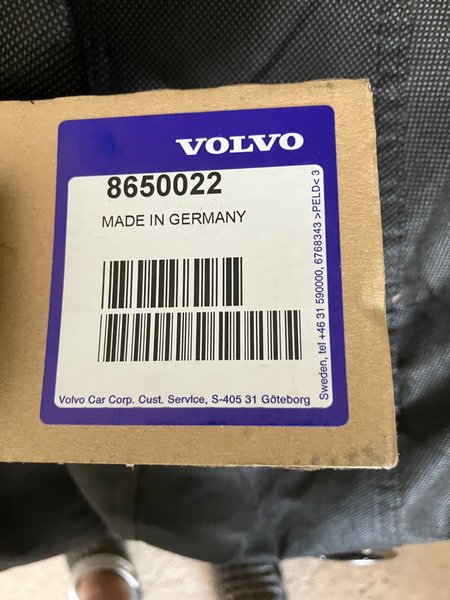 VOLVO
8650022
MADE IN GERMANY
Volvo Car Corp. Cust. Service, S-405 31 Göteborg
Sweden, tel +46 31 590000, 6768343 >PELD< 3